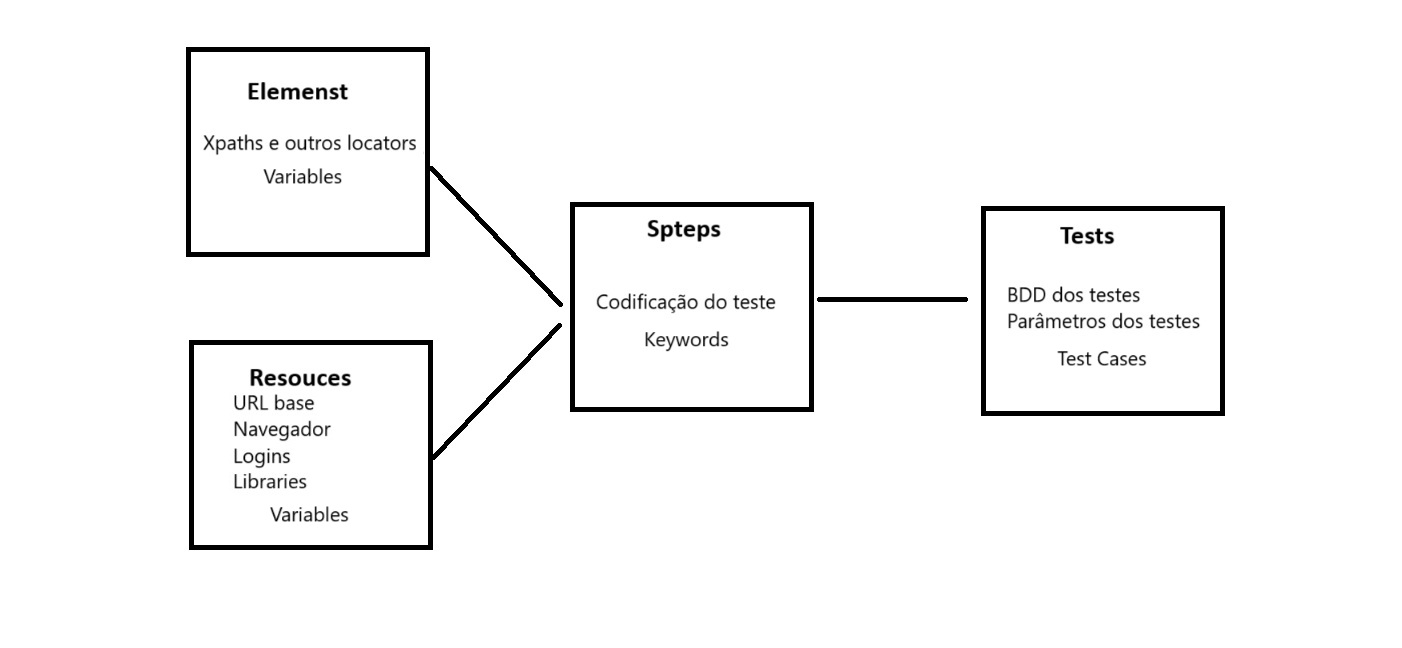 Elemenst
Xpaths e outros locators
Variables
Resouces
URL base
Navegador
Logins
Libraries
Variables
Spteps
Codificação do teste
Keywords
Tests
BDD dos testes
Parâmetros dos testes
Test Cases